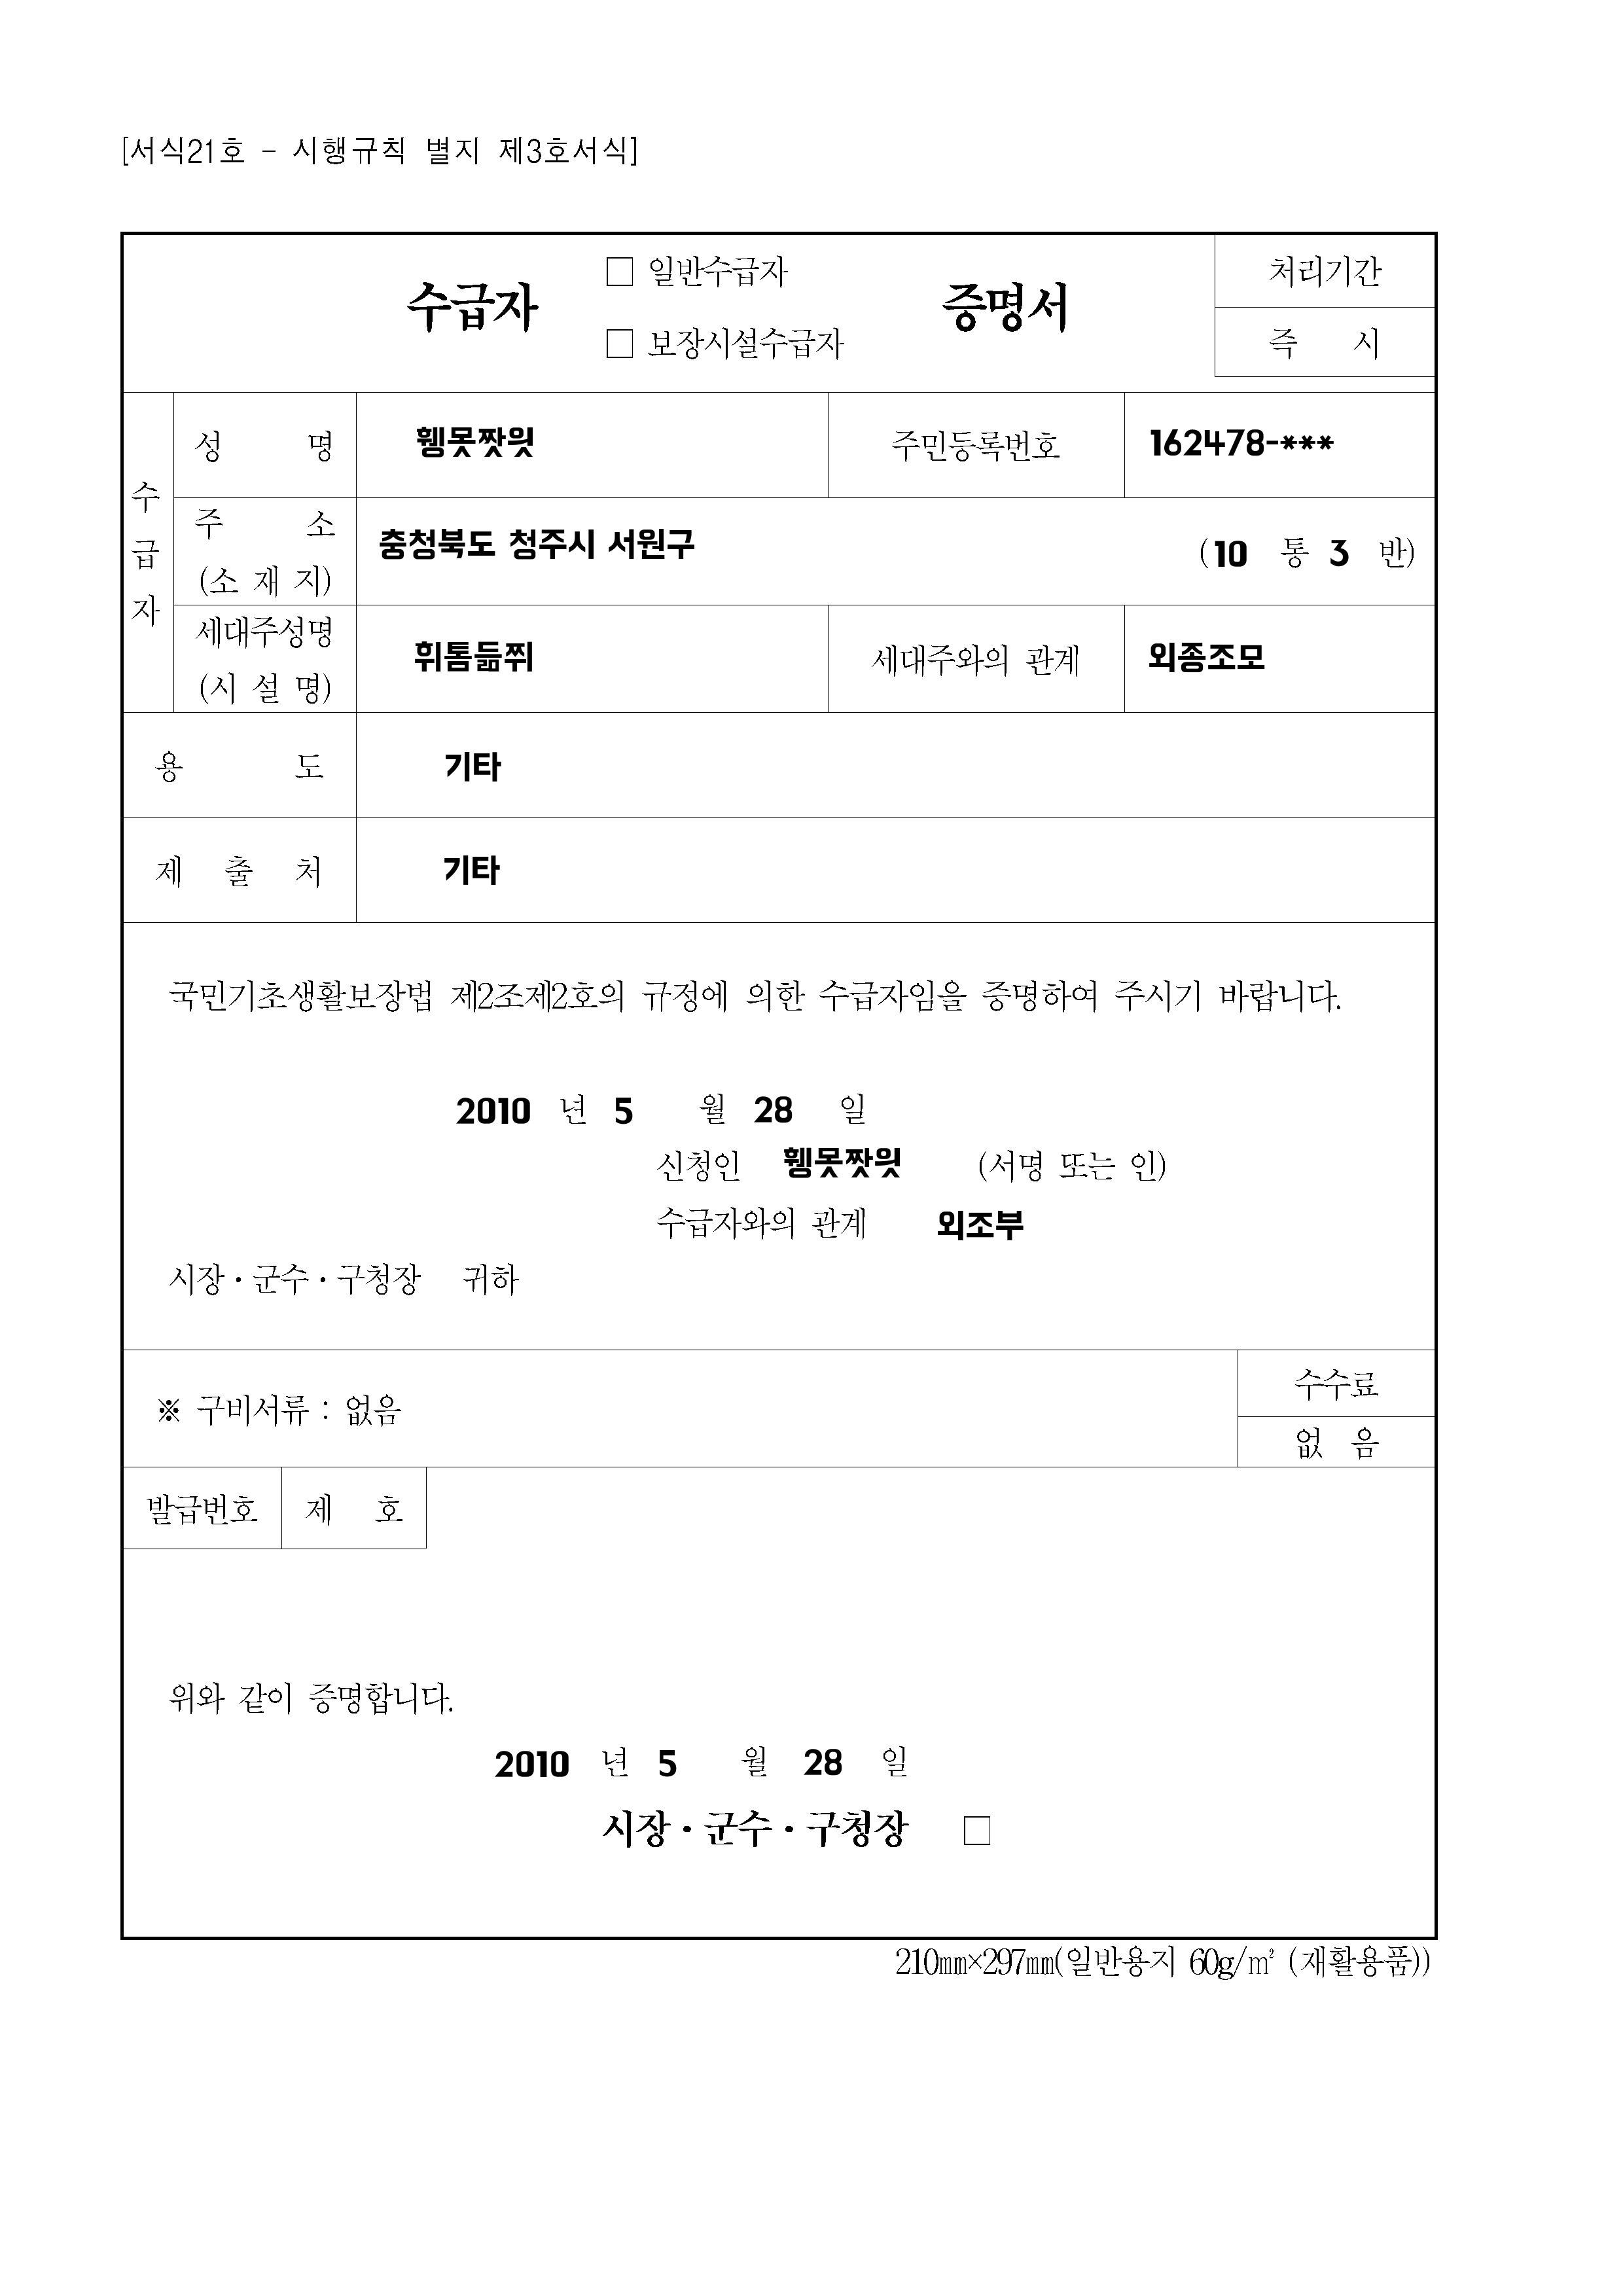 [서식21호 - 시행규칙 별지 제3호서식]
수급자 □ 일반수급자 □ 보장시설수급자 증명서
처리기간
즉 시
수급자
성 명 휑못짯읫 주민등록번호 162478-***
주 소 (소 재 지) 충청북도 청주시 서원구 (10 통 3 반)
세대주성명 (시 설 명) 휘톰듦쮜 세대주와의 관계 외종조모
용 도 기타
제 출 처 기타
국민기초생활보장법 제2조제2호의 규정에 의한 수급자임을 증명하여 주시기 바랍니다.
2010 년 5 월 28 일
신청인 휑못짯읫 (서명 또는 인)
수급자와의 관계 외조부
시장·군수·구청장 귀하
※ 구비서류 : 없음
수수료
없 음
발급번호 제 호
위와 같이 증명합니다.
2010 년 5 월 28 일
시장·군수·구청장 □
210㎜×297㎜(일반용지 60g/㎡ (재활용품))